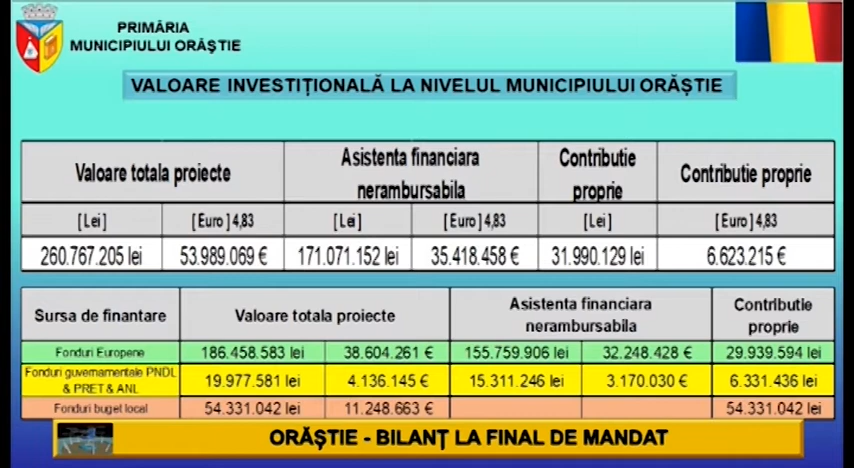 PRIMĂRIA
MUNICIPIULUI ORĂȘTIE
VALOARE INVESTIȚIONALĂ LA NIVELUL MUNICIPIULUI ORĂȘTIE
Valoare totala proiecte Asistenta financiara nerambursabila Contributie proprie Contributie proprie
[Lei] [Euro] 4,83 [Lei] [Euro] 4,83 [Lei] [Euro] 4,83
260.767.205 lei 53.989.069 € 171.071.152 lei 35.418.458 € 31.990.129 lei 6.623.215 €
Sursa de finantare Valoare totala proiecte Asistenta financiara nerambursabila Contributie proprie
Fonduri Europene 186.458.583 lei 38.604.261 € 155.759.906 lei 32.248.428 € 29.939.594 lei
Fonduri guvernamentale PNDL & PRET & ANL 19.977.581 lei 4.136.145 € 15.311.246 lei 3.170.030 € 6.331.436 lei
Fonduri buget local 54.331.042 lei 11.248.663 € 54.331.042 lei
ORĂȘTIE - BILANȚ LA FINAL DE MANDAT